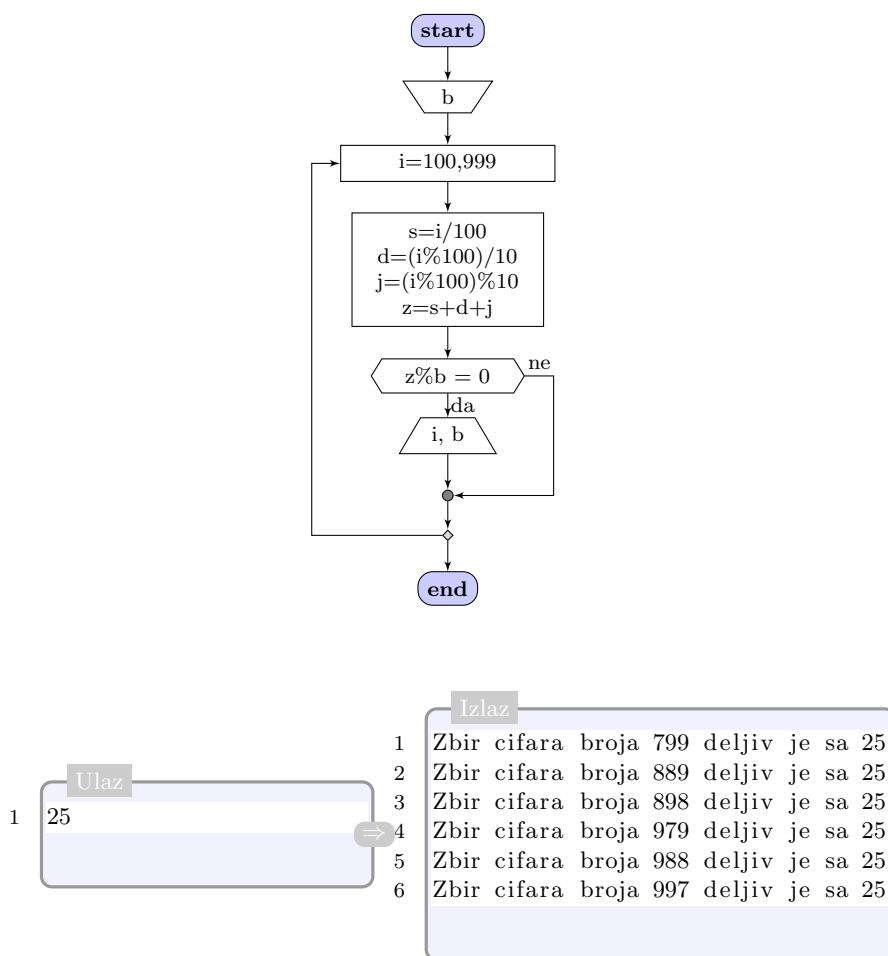 start
b
i=100,999
s=i/100
d=(i%100)/10
j=(i%100)%10
z=s+d+j
z%b = 0
ne
da
i, b
end
Ulaz
1 25
⇒
Izlaz
1 Zbir cifara broja 799 deljiv je sa 25
2 Zbir cifara broja 889 deljiv je sa 25
3 Zbir cifara broja 898 deljiv je sa 25
4 Zbir cifara broja 979 deljiv je sa 25
5 Zbir cifara broja 988 deljiv je sa 25
6 Zbir cifara broja 997 deljiv je sa 25